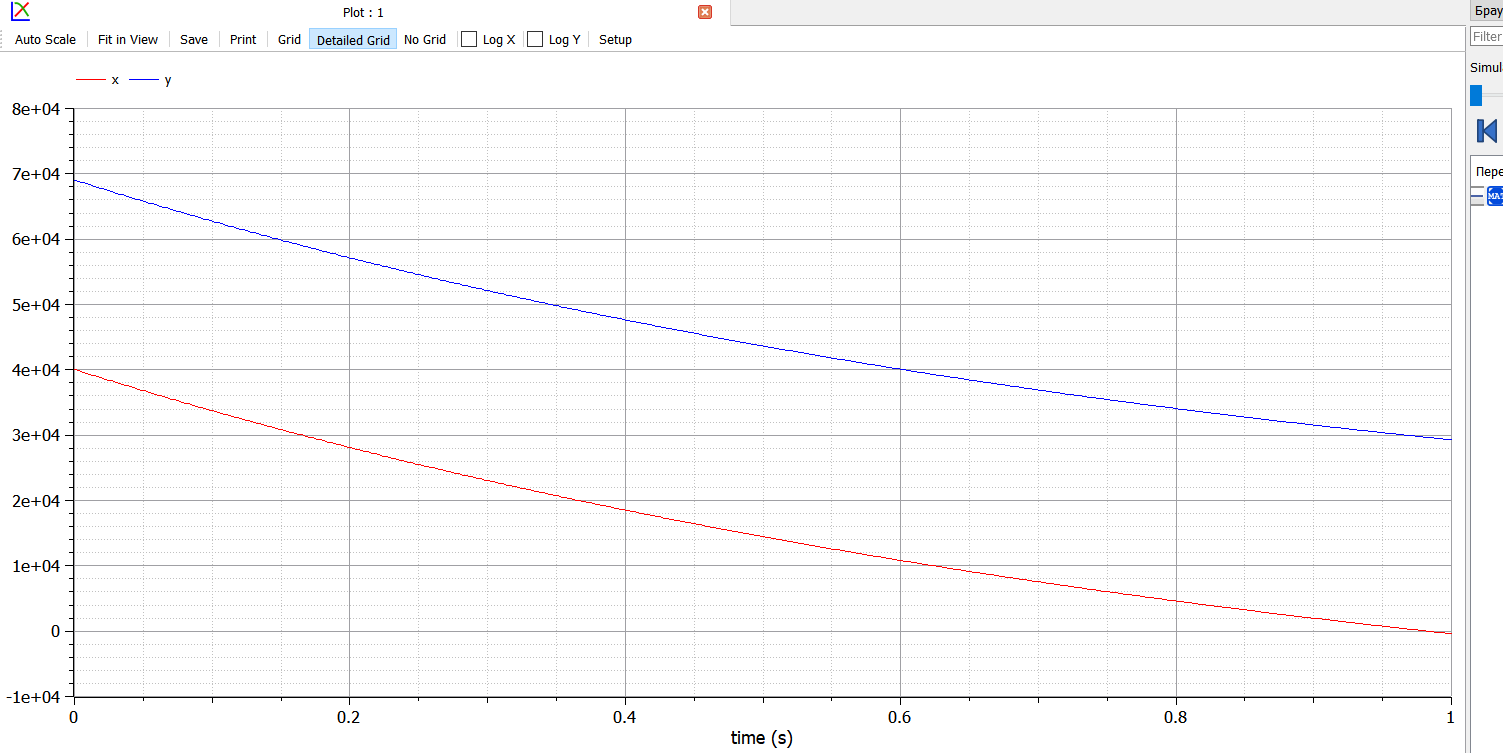 Plot : 1
Auto Scale Fit in View Save Print Grid Detailed Grid No Grid Log X Log Y Setup
x y
8e+04
7e+04
6e+04
5e+04
4e+04
3e+04
2e+04
1e+04
0
-1e+04
0 0.2 0.4 0.6 0.8 1
time (s)
Брау
Filter
Simul
Пере